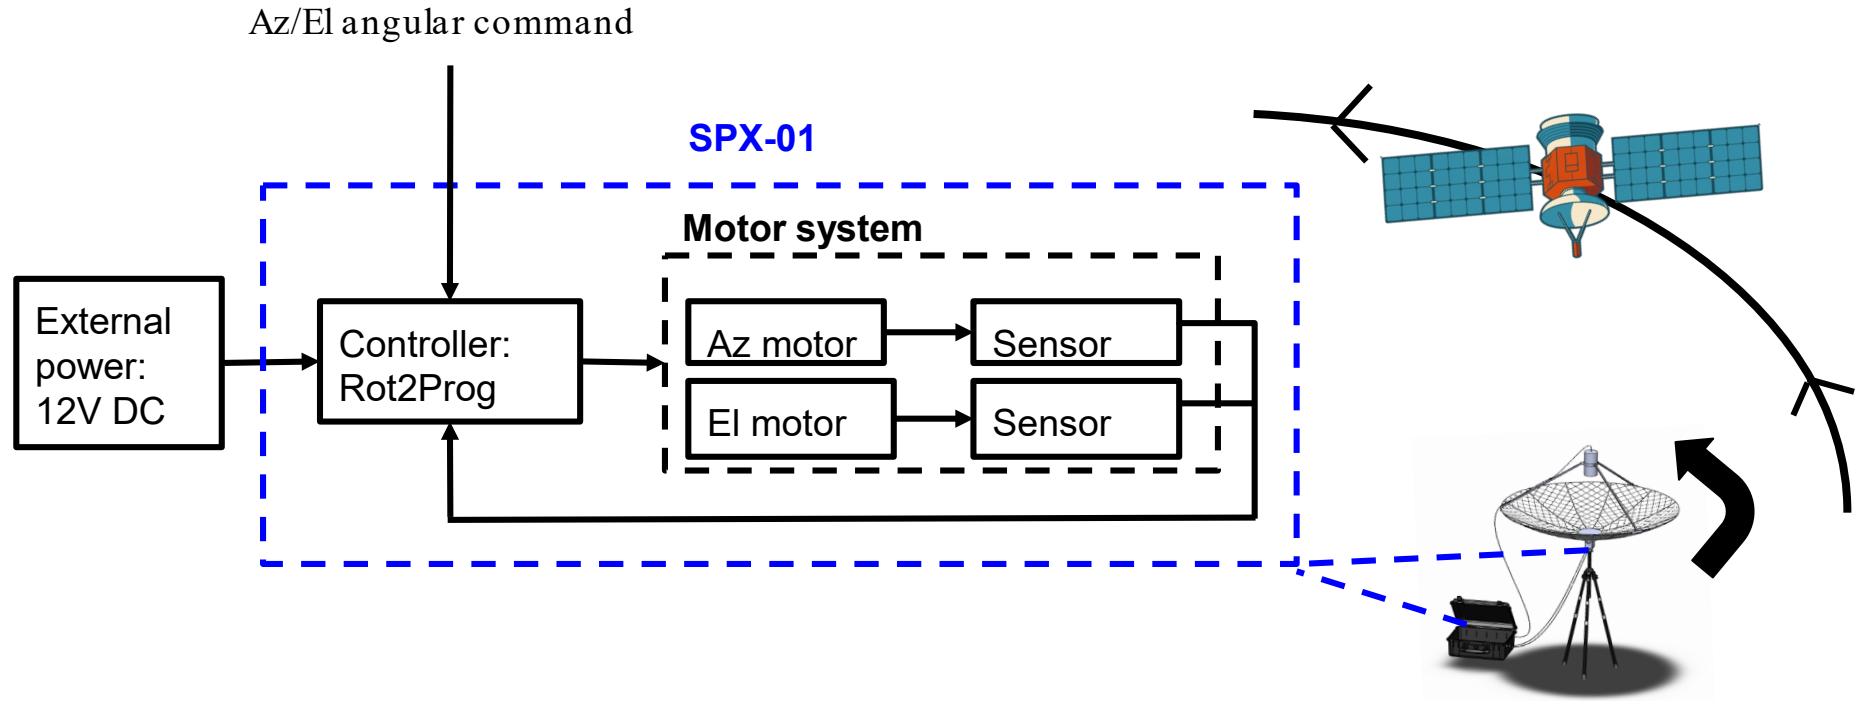 Az/El angular command
SPX-01
Motor system
External
power:
12V DC
Controller:
Rot2Prog
Az motor
Sensor
El motor
Sensor